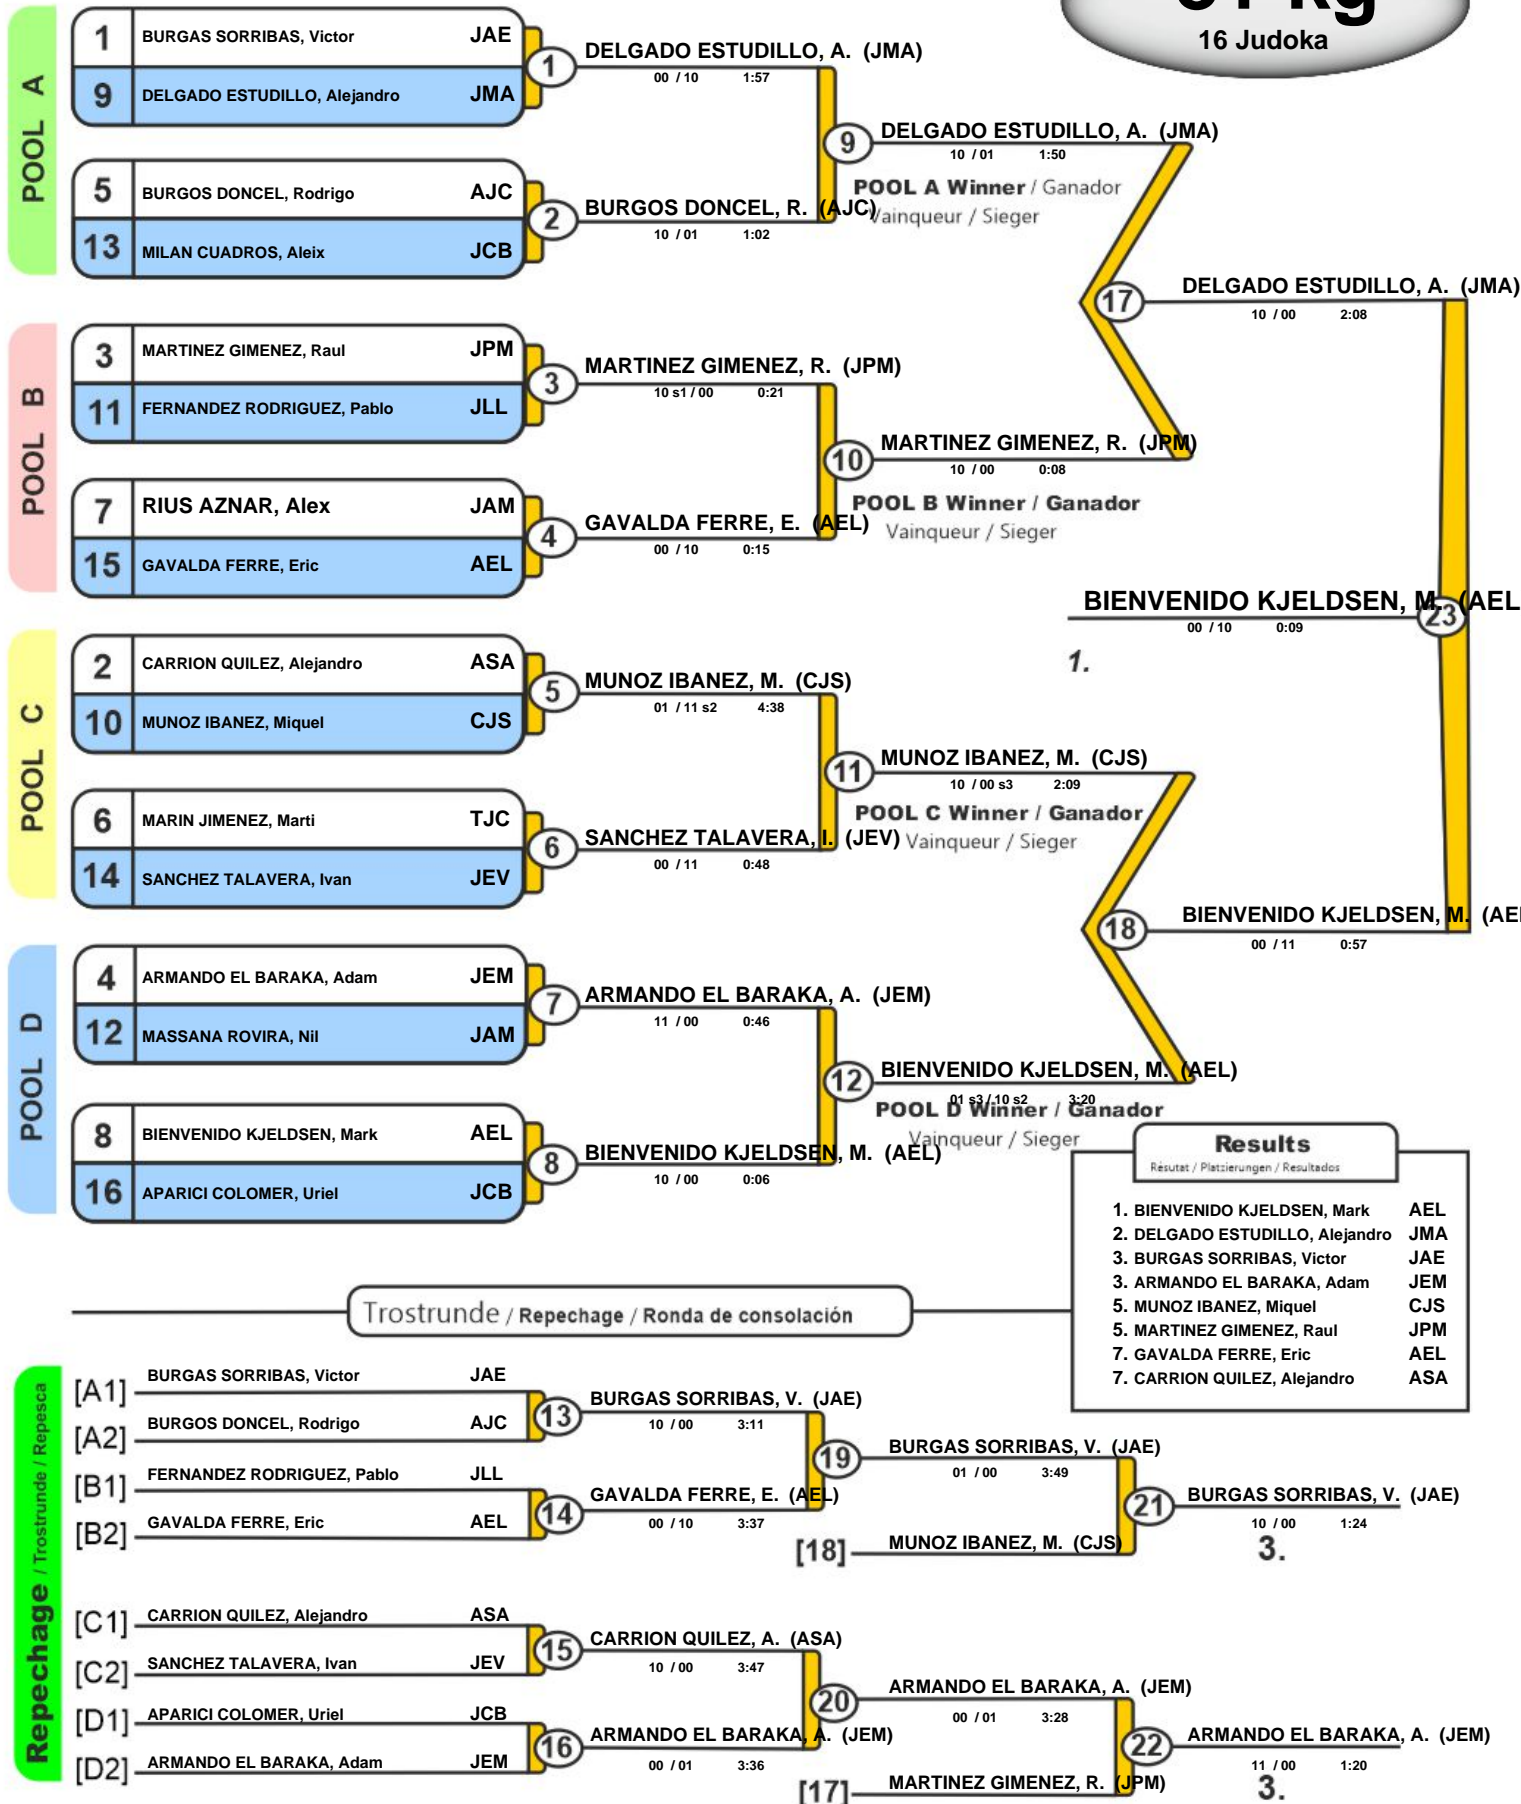 16 Judoka
POOL A
1 BURGAS SORRIBAS, Victor JAE
9 DELGADO ESTUDILLO, Alejandro JMA
1 DELGADO ESTUDILLO, A. (JMA)
00 / 10 1:57
5 BURGOS DONCEL, Rodrigo AJC
13 MILAN CUADROS, Aleix JCB
2 BURGOS DONCEL, R. (AJC)
10 / 01 1:02
9 DELGADO ESTUDILLO, A. (JMA)
10 / 01 1:50
POOL A Winner / Ganador
Vainqueur / Sieger
POOL B
3 MARTINEZ GIMENEZ, Raul JPM
11 FERNANDEZ RODRIGUEZ, Pablo JLL
3 MARTINEZ GIMENEZ, R. (JPM)
10 s1 / 00 0:21
7 RIUS AZNAR, Alex JAM
15 GAVALDA FERRE, Eric AEL
4 GAVALDA FERRE, E. (AEL)
00 / 10 0:15
10 MARTINEZ GIMENEZ, R. (JPM)
10 / 00 0:08
POOL B Winner / Ganador
Vainqueur / Sieger
17 DELGADO ESTUDILLO, A. (JMA)
10 / 00 2:08
BIENVENIDO KJELDSEN, M. (AEL
23
00 / 10 0:09
1.
POOL C
2 CARRION QUILEZ, Alejandro ASA
10 MUNOZ IBANEZ, Miquel CJS
5 MUNOZ IBANEZ, M. (CJS)
01 / 11 s2 4:38
6 MARIN JIMENEZ, Marti TJC
14 SANCHEZ TALAVERA, Ivan JEV
6 SANCHEZ TALAVERA, I. (JEV)
00 / 11 0:48
11 MUNOZ IBANEZ, M. (CJS)
10 / 00 s3 2:09
POOL C Winner / Ganador
Vainqueur / Sieger
POOL D
4 ARMANDO EL BARAKA, Adam JEM
12 MASSANA ROVIRA, Nil JAM
7 ARMANDO EL BARAKA, A. (JEM)
11 / 00 0:46
8 BIENVENIDO KJELDSEN, Mark AEL
16 APARICI COLOMER, Uriel JCB
8 BIENVENIDO KJELDSEN, M. (AEL)
10 / 00 0:06
12 BIENVENIDO KJELDSEN, M. (AEL)
01 s3 / 10 s2 3:20
POOL D Winner / Ganador
Vainqueur / Sieger
18 BIENVENIDO KJELDSEN, M. (AE
00 / 11 0:57
Results
Résutat / Platzierungen / Resultados
1. BIENVENIDO KJELDSEN, Mark AEL
2. DELGADO ESTUDILLO, Alejandro JMA
3. BURGAS SORRIBAS, Victor JAE
3. ARMANDO EL BARAKA, Adam JEM
5. MUNOZ IBANEZ, Miquel CJS
5. MARTINEZ GIMENEZ, Raul JPM
7. GAVALDA FERRE, Eric AEL
7. CARRION QUILEZ, Alejandro ASA
Trostrunde / Repechage / Ronda de consolación
Repechage / Trostrunde / Repesca
[A1] BURGAS SORRIBAS, Victor JAE
[A2] BURGOS DONCEL, Rodrigo AJC
13 BURGAS SORRIBAS, V. (JAE)
10 / 00 3:11
[B1] FERNANDEZ RODRIGUEZ, Pablo JLL
[B2] GAVALDA FERRE, Eric AEL
14 GAVALDA FERRE, E. (AEL)
00 / 10 3:37
19 BURGAS SORRIBAS, V. (JAE)
01 / 00 3:49
[18] MUNOZ IBANEZ, M. (CJS)
21 BURGAS SORRIBAS, V. (JAE)
10 / 00 1:24
3.
[C1] CARRION QUILEZ, Alejandro ASA
[C2] SANCHEZ TALAVERA, Ivan JEV
15 CARRION QUILEZ, A. (ASA)
10 / 00 3:47
[D1] APARICI COLOMER, Uriel JCB
[D2] ARMANDO EL BARAKA, Adam JEM
16 ARMANDO EL BARAKA, A. (JEM)
00 / 01 3:36
20 ARMANDO EL BARAKA, A. (JEM)
00 / 01 3:28
[17] MARTINEZ GIMENEZ, R. (JPM)
22 ARMANDO EL BARAKA, A. (JEM)
11 / 00 1:20
3.